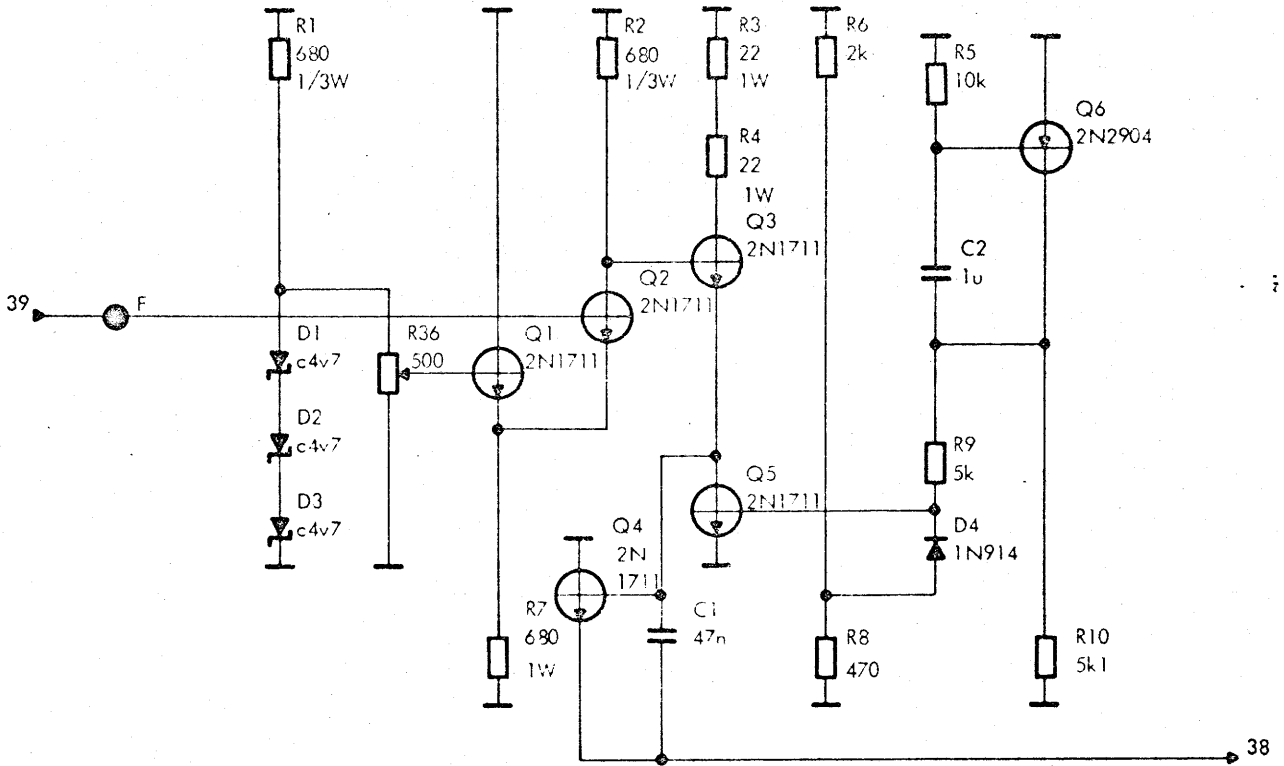 R1
680
1/3W
R2
680
1/3W
R3
22
1W
R6
2k
R5
10k
R4
22
1W
Q6
2N2904
Q3
2N1711
C2
1u
39
F
Q2
2N1711
D1
c4v7
R36
500
Q1
2N1711
D2
c4v7
R9
5k
Q5
2N1711
D3
c4v7
Q4
2N
1711
D4
1N914
R7
680
1W
C1
47n
R8
470
R10
5k1
38